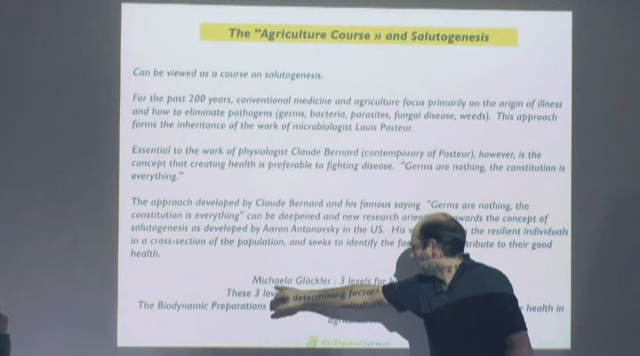 The "Agriculture Course » and Salutogenesis
Can be viewed as a course on salutogenesis.
For the past 200 years, conventional medicine and agriculture focus primarily on the origin of illness
and how to eliminate pathogens (germs, bacteria, parasites, fungal disease, weeds). This approach
forms the inheritance of the work of microbiologist Louis Pasteur.
Essential to the work of physiologist Claude Bernard (contemporary of Pasteur), however, is the
concept that creating health is preferable to fighting disease. "Germs are nothing, the constitution is
everything."
The approach developed by Claude Bernard and his famous saying "Germs are nothing, the
constitution is everything" can be deepened and new research owards the concept of
salutogenesis as developed by Aaron Antonovsky in the US. His the resilient individuals
in a cross-section of the population, and seeks to identify the tribute to their good
health.
Michaela Glöckler : 3 levels for
These 3 determining factors
The Biodynamic Preparations health in